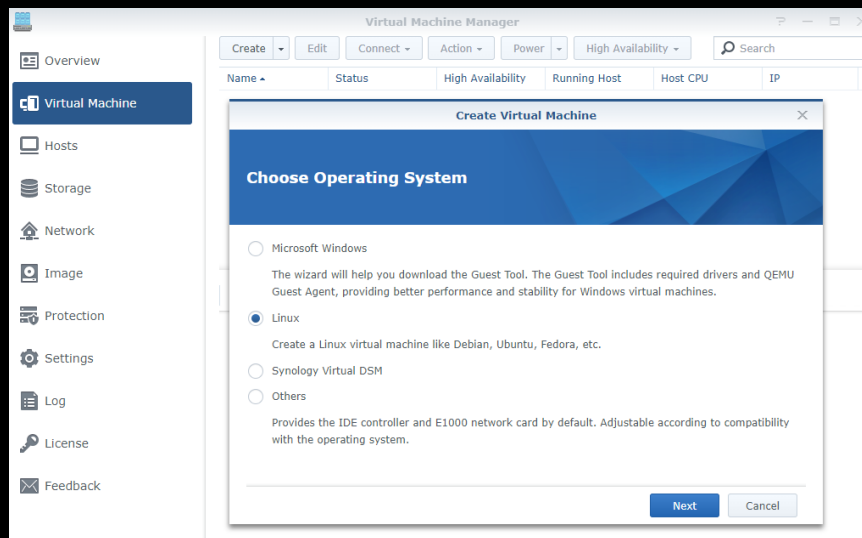 Virtual Machine Manager
Overview
Virtual Machine
Hosts
Storage
Network
Image
Protection
Settings
Log
License
Feedback
Create Edit Connect Action Power High Availability Search
Name Status High Availability Running Host Host CPU IP
Create Virtual Machine
Choose Operating System
Microsoft Windows
The wizard will help you download the Guest Tool. The Guest Tool includes required drivers and QEMU
Guest Agent, providing better performance and stability for Windows virtual machines.
Linux
Create a Linux virtual machine like Debian, Ubuntu, Fedora, etc.
Synology Virtual DSM
Others
Provides the IDE controller and E1000 network card by default. Adjustable according to compatibility
with the operating system.
Next Cancel